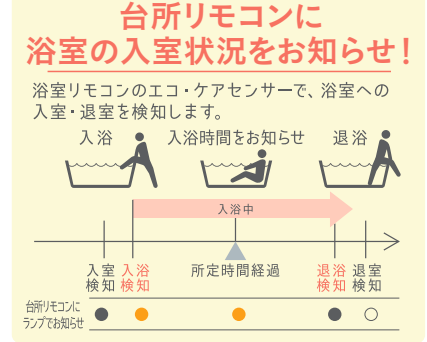 台所リモコンに
浴室の入室状況をお知らせ！
浴室リモコンのエコ・ケアセンサーで、浴室への
入室・退室を検知します。
入浴 入浴時間をお知らせ 退浴
入浴中
入室 入浴 所定時間経過 退浴 退室
検知 検知 検知 検知
台所リモコンに
ランプでお知らせ